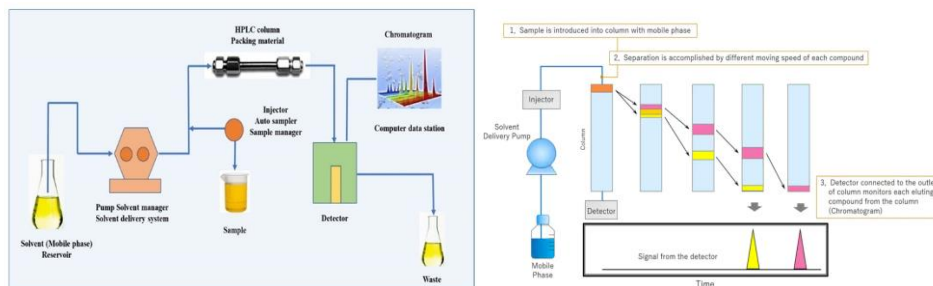 HPLC column
Packing material
Chromatogram
Injector
Auto sampler
Sample manager
Computer data station
Pump Solvent manager
Solvent delivery system
Sample
Detector
Solvent (Mobile phase)
Reservoir
Waste
1, Sample is introduced into column with mobile phase
2, Separation is accomplished by different moving speed of each compound
Injector
Solvent
Delivery Pump
Column
Detector
Mobile
Phase
3, Detector connected to the outle
of column monitors each eluting
compound from the column
(Chromatogram)
Signal from the detector
Time